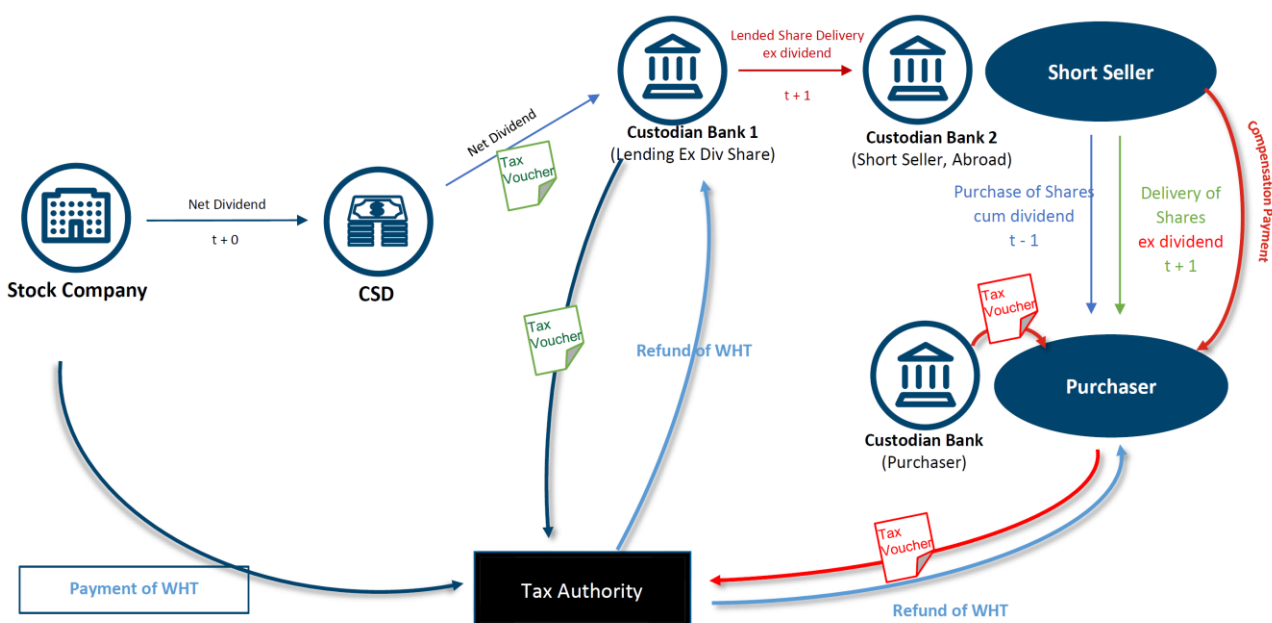 Lended Share Delivery
ex dividend
t + 1
Short Seller
Net Dividend
Tax
Voucher
Custodian Bank 1
(Lending Ex Div Share)
Custodian Bank 2
(Short Seller, Abroad)
Compensation Payment
Net Dividend
t + 0
Purchase of Shares
cum dividend
t - 1
Delivery of
Shares
ex dividend
t + 1
Stock Company
CSD
Tax
Voucher
Tax
Voucher
Refund of WHT
Purchaser
Custodian Bank
(Purchaser)
Tax
Voucher
Payment of WHT
Tax Authority
Refund of WHT